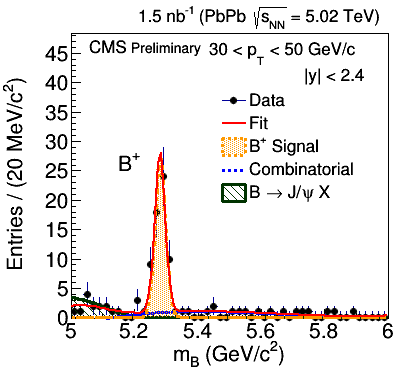 1.5 nb⁻¹ (PbPb √s_NN = 5.02 TeV)
CMS Preliminary 30 < p_T < 50 GeV/c
|y| < 2.4
Data
Fit
B⁺ Signal
Combinatorial
B → J/ψ X
B⁺
Entries / (20 MeV/c²)
45
40
35
30
25
20
15
10
5
0
5 5.2 5.4 5.6 5.8 6
m_B (GeV/c²)